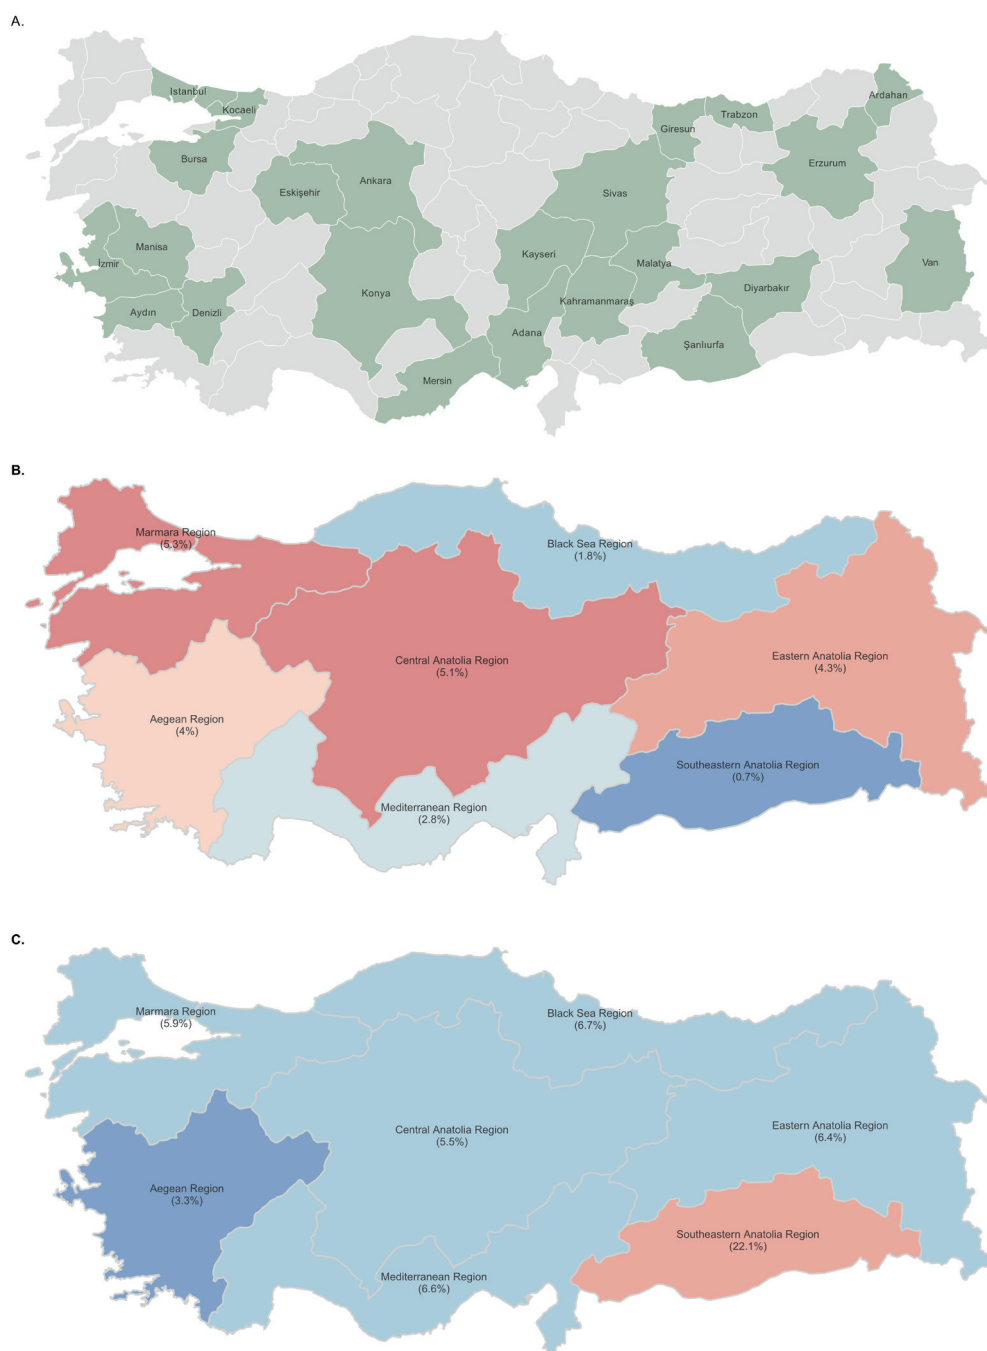 A.
Istanbul
Kocaeli
Bursa
Eskişehir
Ankara
Giresun
Trabzon
Ardahan
Erzurum
Sivas
Manisa
İzmir
Aydın
Denizli
Konya
Kayseri
Malatya
Kahramanmaraş
Adana
Mersin
Diyarbakır
Şanlıurfa
Van
B.
Marmara Region
(5.3%)
Black Sea Region
(1.8%)
Central Anatolia Region
(5.1%)
Eastern Anatolia Region
(4.3%)
Aegean Region
(4%)
Southeastern Anatolia Region
(0.7%)
Mediterranean Region
(2.8%)
C.
Marmara Region
(5.9%)
Black Sea Region
(6.7%)
Central Anatolia Region
(5.5%)
Eastern Anatolia Region
(6.4%)
Aegean Region
(3.3%)
Southeastern Anatolia Region
(22.1%)
Mediterranean Region
(6.6%)